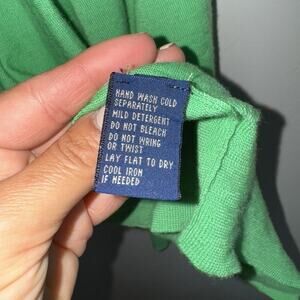 HAND WASH COLD
SEPARATELY
MILD DETERGENT
DO NOT BLEACH
DO NOT WRING
OR TWIST
LAY FLAT TO DRY
COOL IRON
IF NEEDED